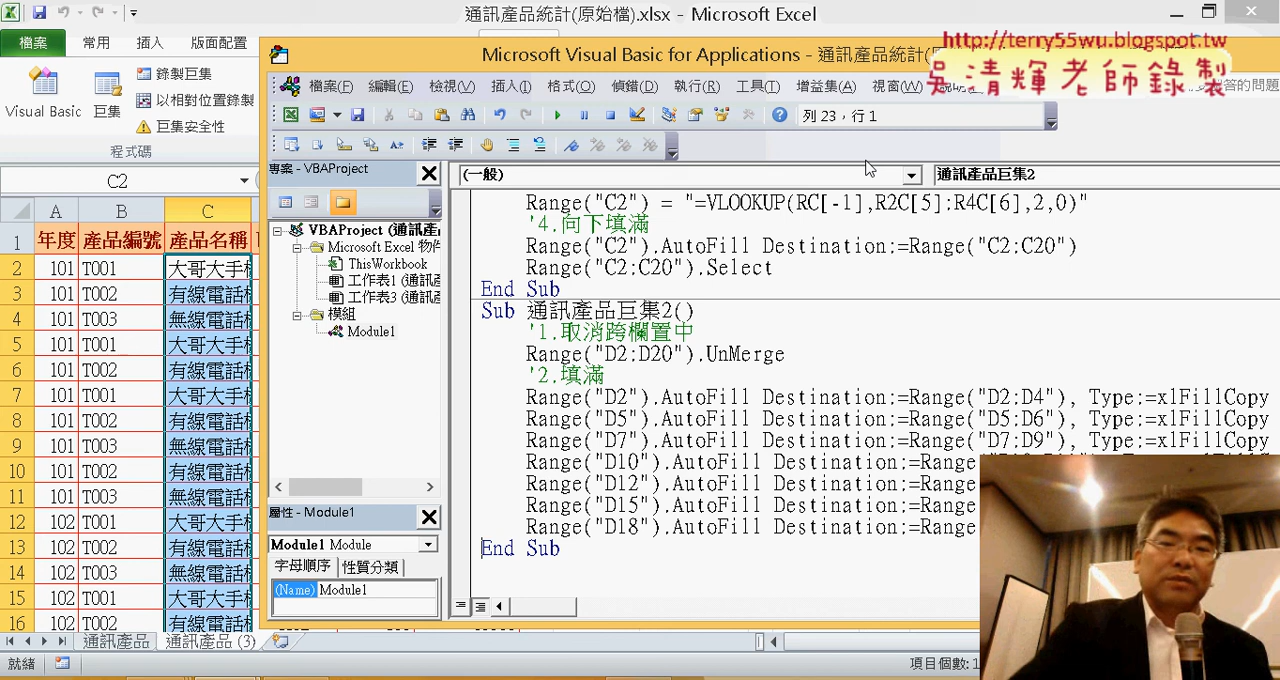 通訊產品統計(原始檔).xlsx - Microsoft Excel
檔案 常用 插入 版面配置
Visual Basic 巨集
錄製巨集
以相對位置錄製
巨集安全性
程式碼
http://terry55wu.blogspot.tw
吳清輝老師錄製
Microsoft Visual Basic for Applications - 通訊產品統計(
檔案(F) 編輯(E) 檢視(V) 插入(I) 格式(O) 偵錯(D) 執行(R) 工具(T) 增益集(A) 視窗(W)
列 23，行 1
C2
專案 - VBAProject
VBAProject (通訊產
Microsoft Excel 物件
ThisWorkbook
工作表1 (通訊產
工作表3 (通訊產
模組
Module1
屬性 - Module1
Module1 Module
字母順序 性質分類
(Name) Module1
(一般) 通訊產品巨集2
Range("C2") = "=VLOOKUP(RC[-1],R2C[5]:R4C[6],2,0)"
'4.向下填滿
Range("C2").AutoFill Destination:=Range("C2:C20")
Range("C2:C20").Select
End Sub
Sub 通訊產品巨集2()
'1.取消跨欄置中
Range("D2:D20").UnMerge
'2.填滿
Range("D2").AutoFill Destination:=Range("D2:D4"), Type:=xlFillCopy
Range("D5").AutoFill Destination:=Range("D5:D6"), Type:=xlFillCopy
Range("D7").AutoFill Destination:=Range("D7:D9"), Type:=xlFillCopy
Range("D10").AutoFill Destination:=Range(
Range("D12").AutoFill Destination:=Range
Range("D15").AutoFill Destination:=Range
Range("D18").AutoFill Destination:=Range
End Sub
A B C
1 年度 產品編號 產品名稱
2 101 T001 大哥大手機
3 101 T002 有線電話機
4 101 T003 無線電話機
5 101 T001 大哥大手機
6 101 T002 有線電話機
7 101 T001 大哥大手機
8 101 T002 有線電話機
9 101 T003 無線電話機
10 101 T002 有線電話機
11 101 T003 無線電話機
12 102 T001 大哥大手機
13 102 T002 有線電話機
14 102 T003 無線電話機
15 102 T001 大哥大手機
16 102 T002 有線電話機
通訊產品 通訊產品 (3)
就緒
項目個數: 1